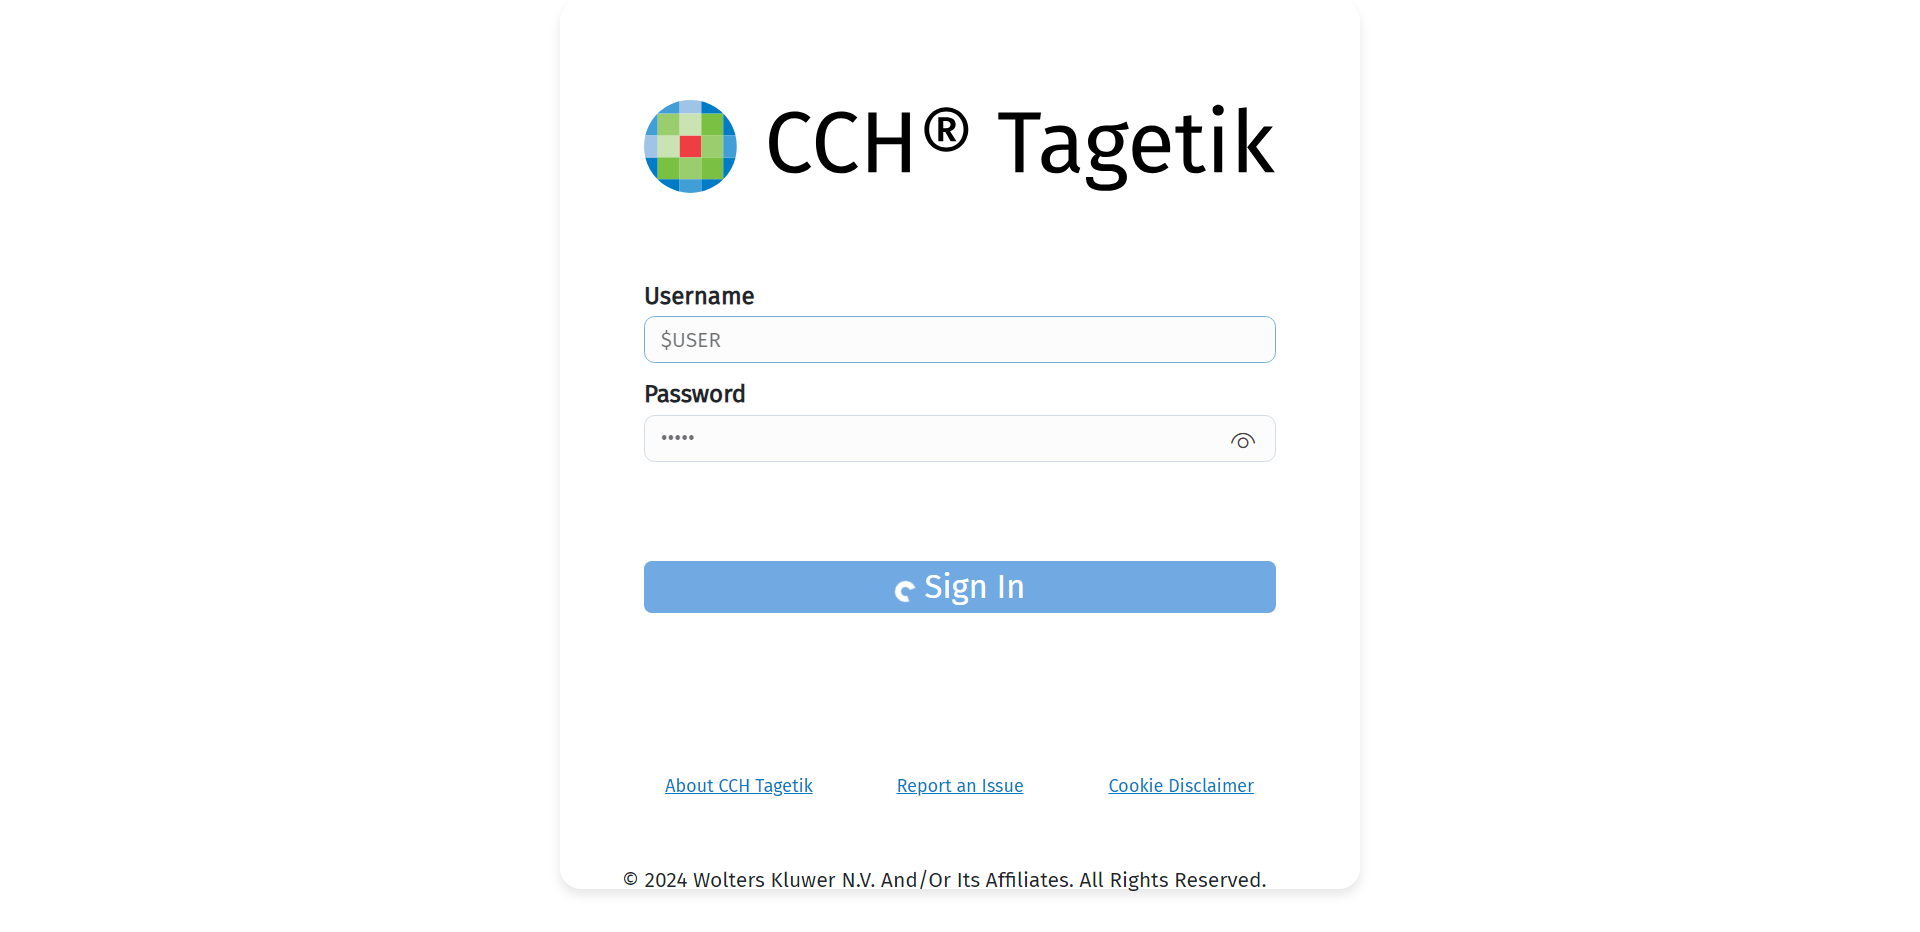 CCH® Tagetik
Username
$USER
Password
•••••
Sign In
About CCH Tagetik
Report an Issue
Cookie Disclaimer
© 2024 Wolters Kluwer N.V. And/Or Its Affiliates. All Rights Reserved.